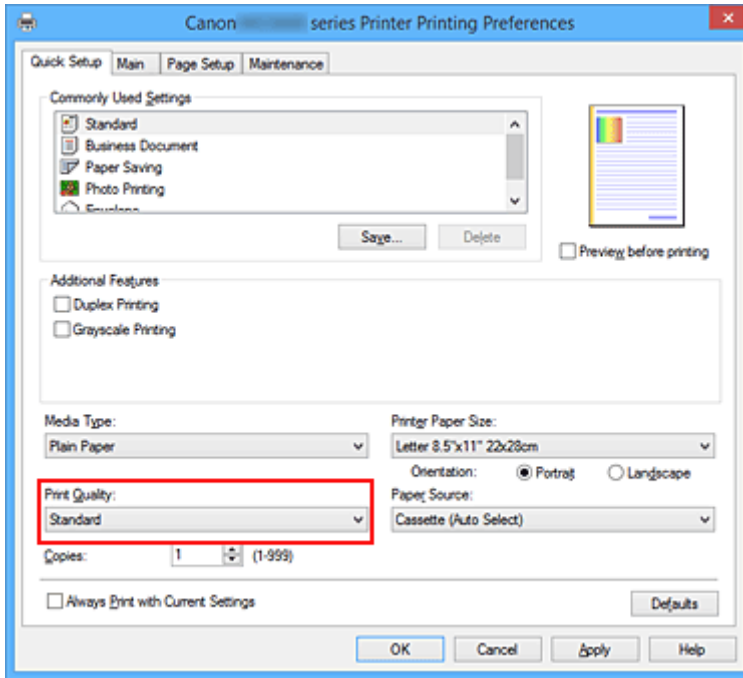 Canon series Printer Printing Preferences
Quick Setup Main Page Setup Maintenance
Commonly Used Settings
Standard
Business Document
Paper Saving
Photo Printing
Envelope
Save... Delete
Preview before printing
Additional Features
Duplex Printing
Grayscale Printing
Media Type: Printer Paper Size:
Plain Paper Letter 8.5"x11" 22x28cm
Orientation: Portrait Landscape
Print Quality: Paper Source:
Standard Cassette (Auto Select)
Copies: 1 (1-999)
Always Print with Current Settings Defaults
OK Cancel Apply Help